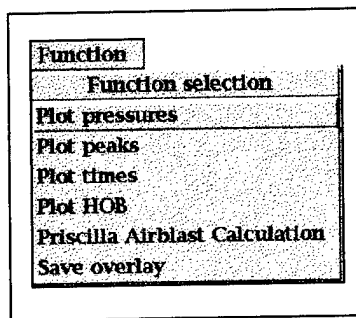 Function
Function selection
Plot pressures
Plot peaks
Plot times
Plot HOB
Priscilla Airblast Calculation
Save overlay